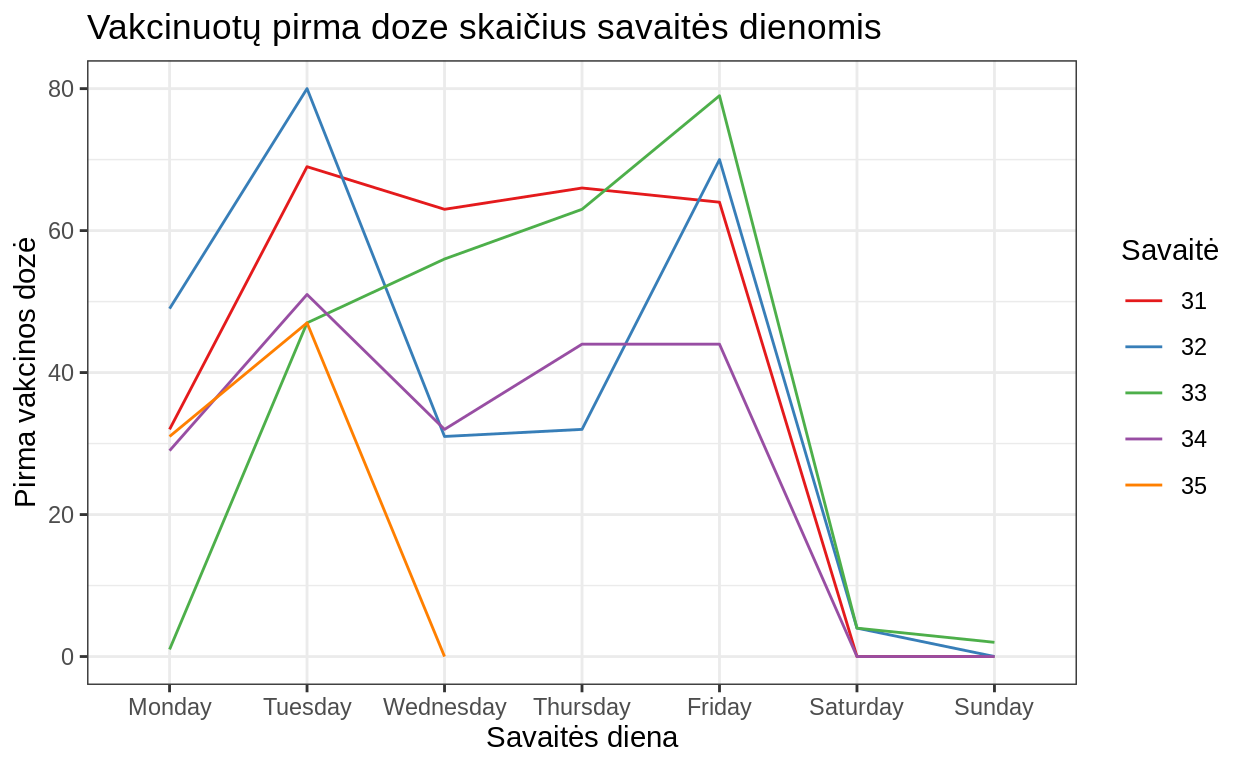 Vakcinuotų pirma doze skaičius savaitės dienomis
Pirma vakcinos dozė
80
60
40
20
0
Monday Tuesday Wednesday Thursday Friday Saturday Sunday
Savaitės diena
Savaitė
31
32
33
34
35